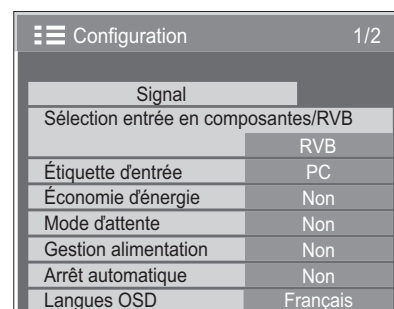 Configuration 1/2
Signal
Sélection entrée en composantes/RVB
RVB
Étiquette d'entrée PC
Économie d'énergie Non
Mode d'attente Non
Gestion alimentation Non
Arrêt automatique Non
Langues OSD Français